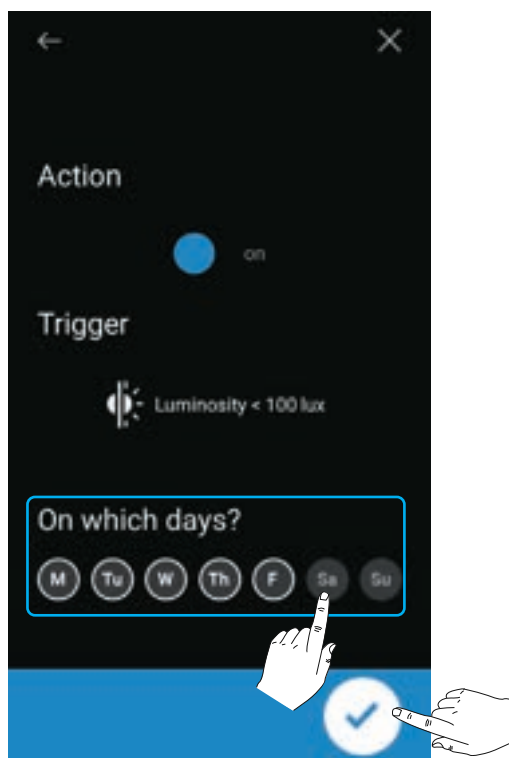 Action
on
Trigger
Luminosity < 100 lux
On which days?
M Tu W Th F Sa Su